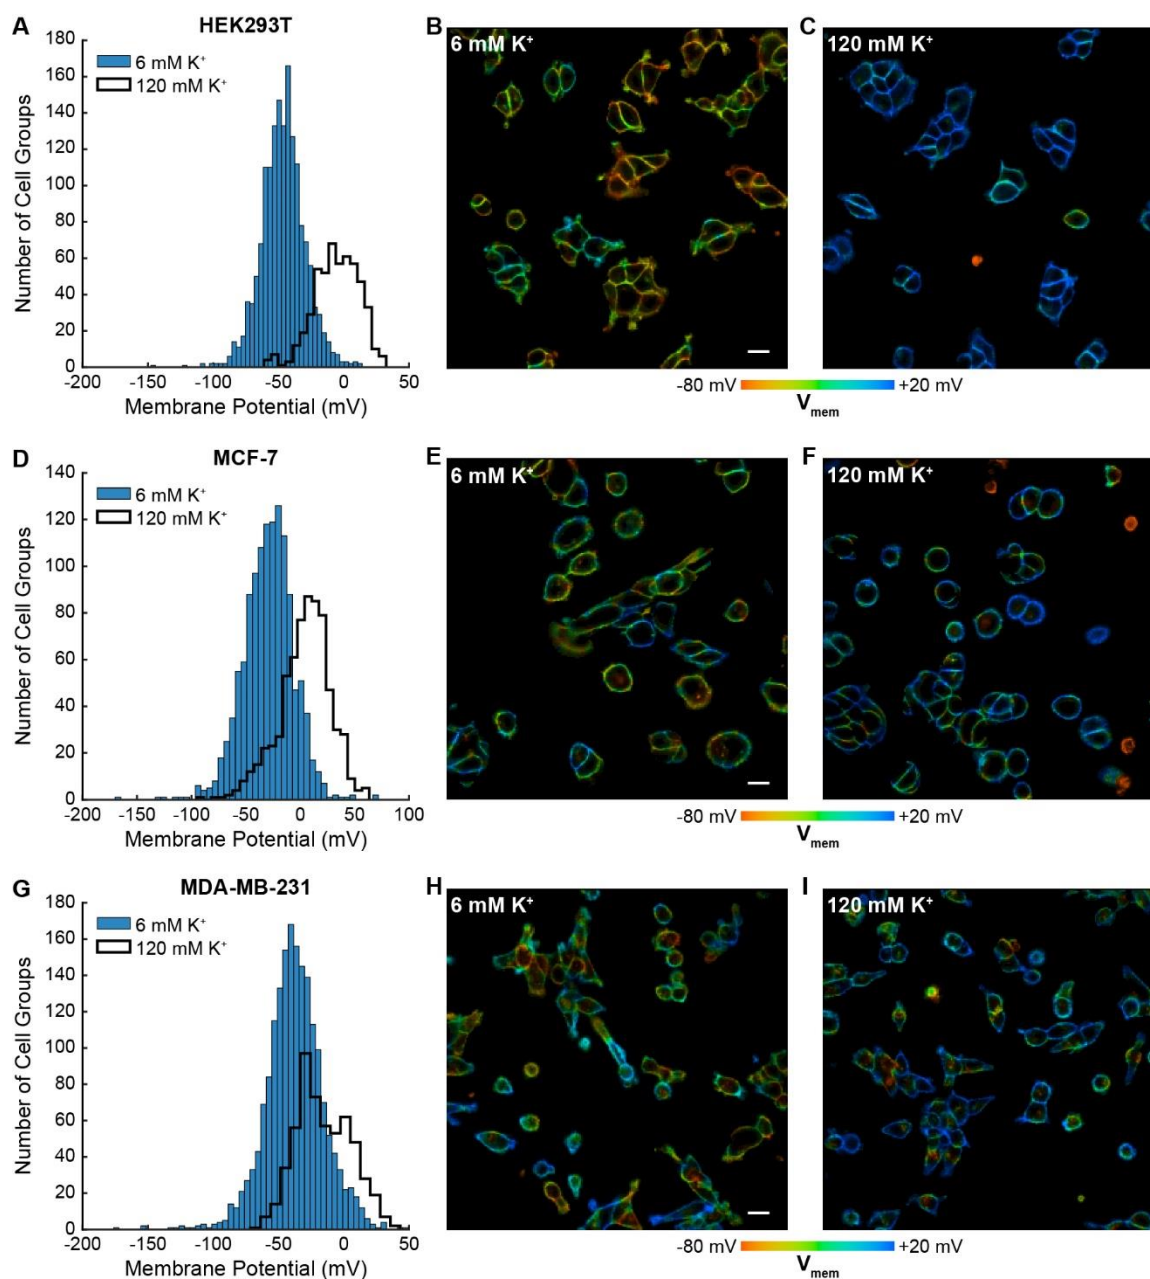 A
HEK293T
180
160
140
120
100
80
60
40
20
0
Number of Cell Groups
6 mM K⁺
120 mM K⁺
-200 -150 -100 -50 0 50
Membrane Potential (mV)
B
6 mM K⁺
C
120 mM K⁺
-80 mV +20 mV
Vmem
D
MCF-7
140
120
100
80
60
40
20
0
Number of Cell Groups
6 mM K⁺
120 mM K⁺
-200 -150 -100 -50 0 50 100
Membrane Potential (mV)
E
6 mM K⁺
F
120 mM K⁺
-80 mV +20 mV
Vmem
G
MDA-MB-231
180
160
140
120
100
80
60
40
20
0
Number of Cell Groups
6 mM K⁺
120 mM K⁺
-200 -150 -100 -50 0 50
Membrane Potential (mV)
H
6 mM K⁺
I
120 mM K⁺
-80 mV +20 mV
Vmem